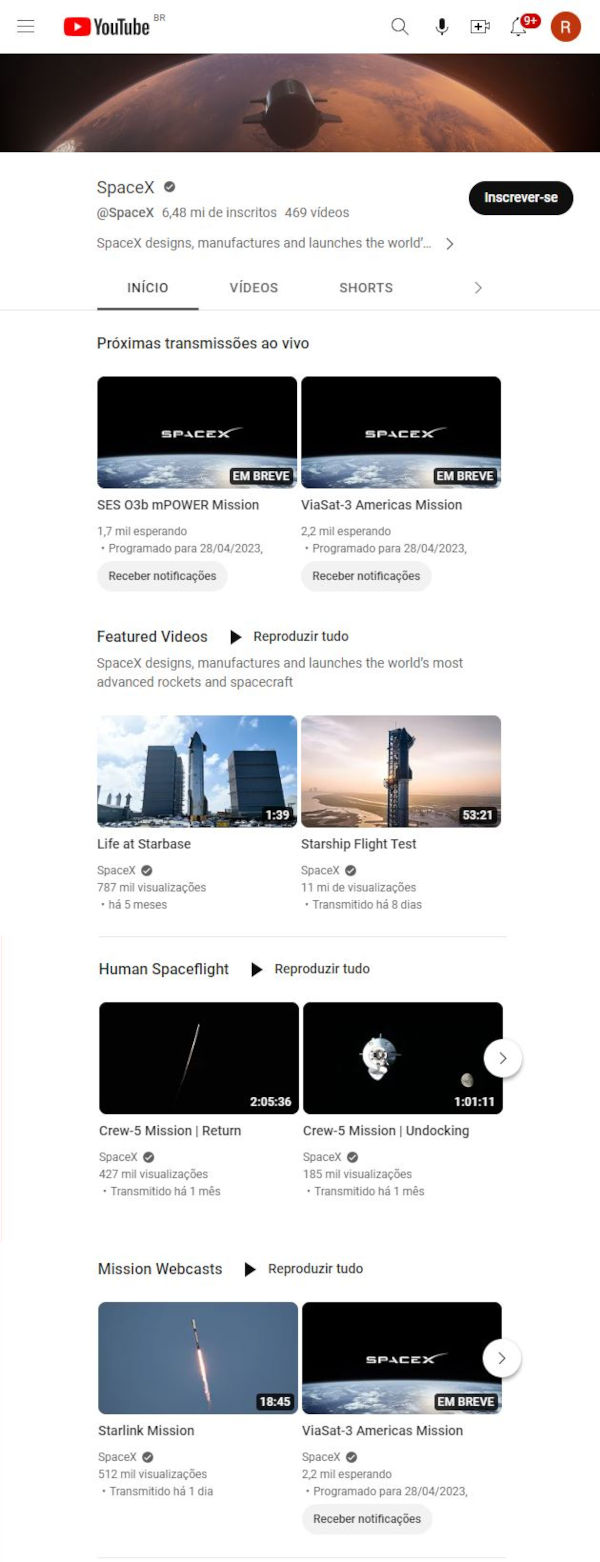 YouTube BR
9+
R
SpaceX
Inscrever-se
@SpaceX 6,48 mi de inscritos 469 vídeos
SpaceX designs, manufactures and launches the world'...
INÍCIO VÍDEOS SHORTS
Próximas transmissões ao vivo
SPACEX SPACEX
EM BREVE EM BREVE
SES O3b mPOWER Mission ViaSat-3 Americas Mission
1,7 mil esperando 2,2 mil esperando
• Programado para 28/04/2023, • Programado para 28/04/2023,
Receber notificações Receber notificações
Featured Videos Reproduzir tudo
SpaceX designs, manufactures and launches the world's most
advanced rockets and spacecraft
1:39 53:21
Life at Starbase Starship Flight Test
SpaceX SpaceX
787 mil visualizações 11 mi de visualizações
• há 5 meses • Transmitido há 8 dias
Human Spaceflight Reproduzir tudo
2:05:36 1:01:11
Crew-5 Mission | Return Crew-5 Mission | Undocking
SpaceX SpaceX
427 mil visualizações 185 mil visualizações
• Transmitido há 1 mês • Transmitido há 1 mês
Mission Webcasts Reproduzir tudo
SPACEX
18:45 EM BREVE
Starlink Mission ViaSat-3 Americas Mission
SpaceX SpaceX
512 mil visualizações 2,2 mil esperando
• Transmitido há 1 dia • Programado para 28/04/2023,
Receber notificações